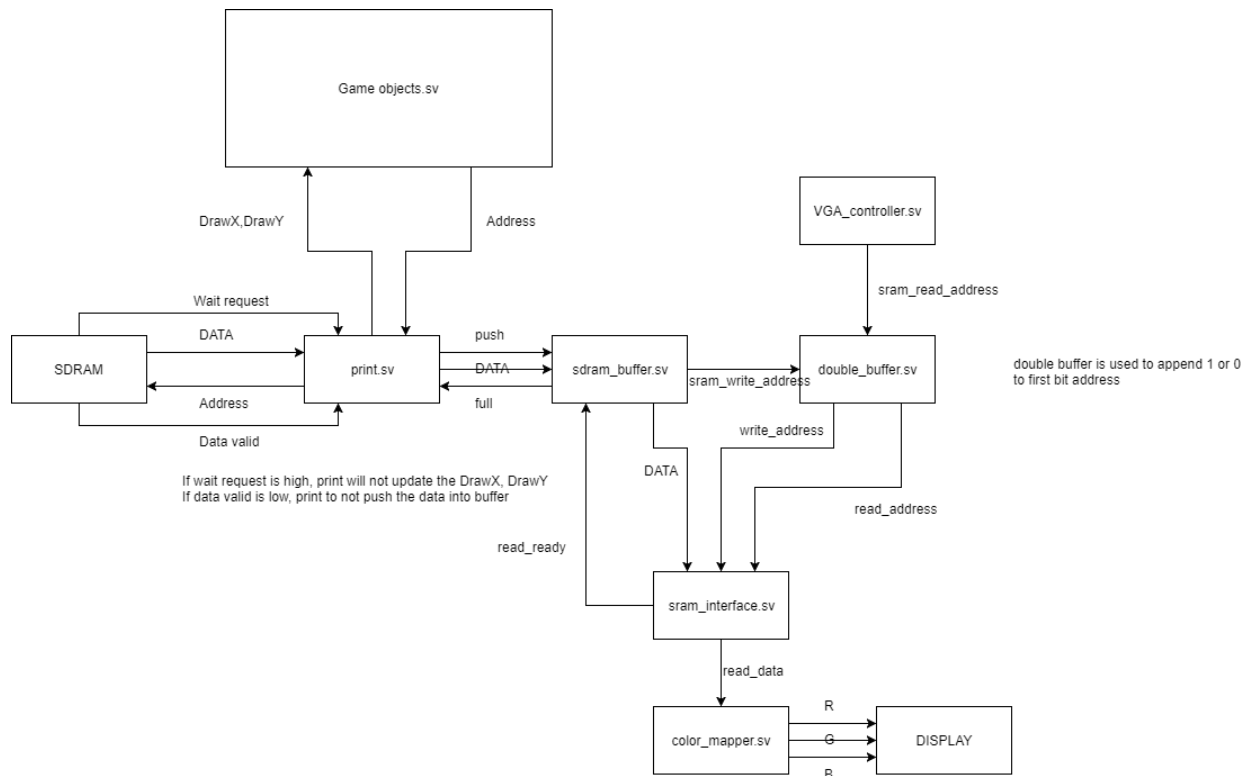 Game objects.sv
DrawX,DrawY
Address
VGA_controller.sv
sram_read_address
Wait request
DATA
SDRAM
Address
Data valid
print.sv
push
DATA
full
sdram_buffer.sv
sram_write_address
double_buffer.sv
double buffer is used to append 1 or 0
to first bit address
If wait request is high, print will not update the DrawX, DrawY
If data valid is low, print to not push the data into buffer
write_address
DATA
read_address
read_ready
sram_interface.sv
read_data
color_mapper.sv
R
G
B
DISPLAY